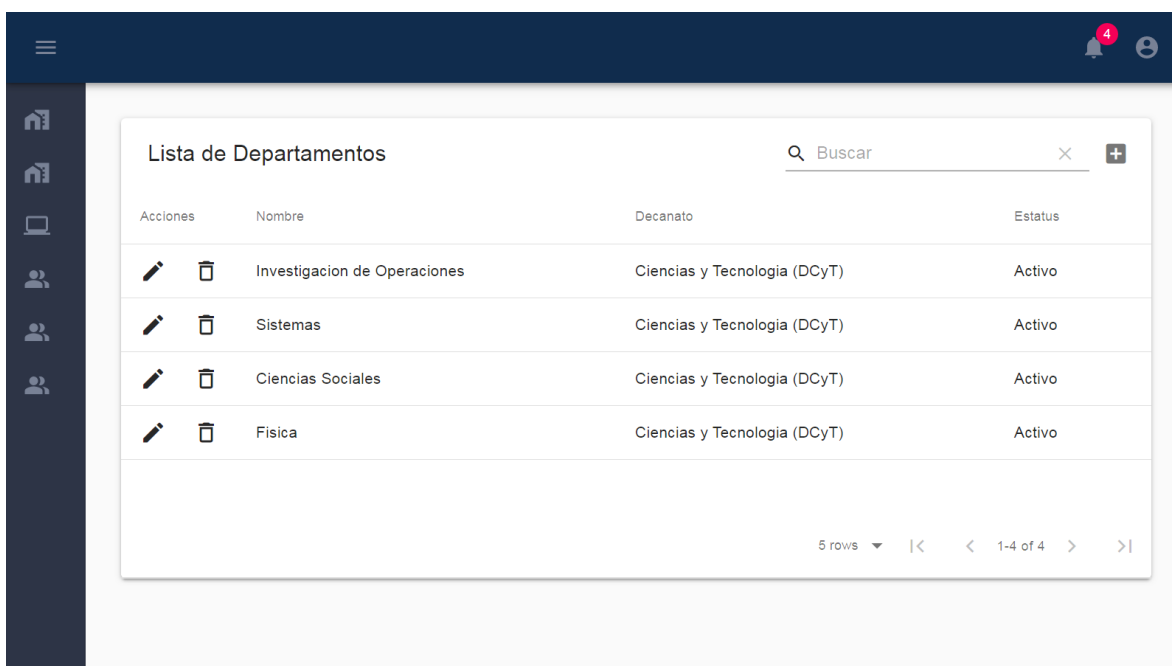 4
Lista de Departamentos Buscar
Acciones Nombre Decanato Estatus
Investigacion de Operaciones Ciencias y Tecnologia (DCyT) Activo
Sistemas Ciencias y Tecnologia (DCyT) Activo
Ciencias Sociales Ciencias y Tecnologia (DCyT) Activo
Fisica Ciencias y Tecnologia (DCyT) Activo
5 rows 1-4 of 4